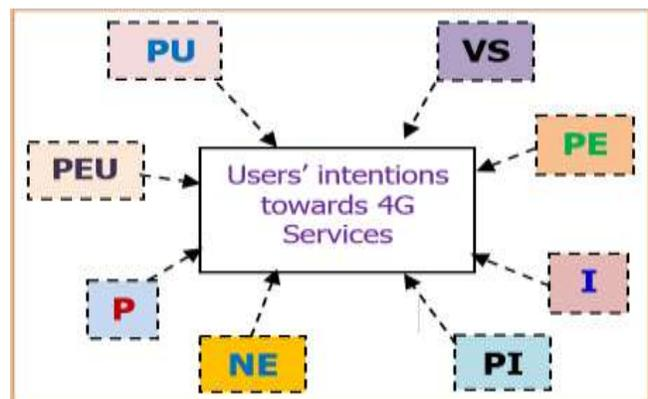 PU
VS
PEU
PE
Users' intentions
towards 4G
Services
P
I
NE
PI